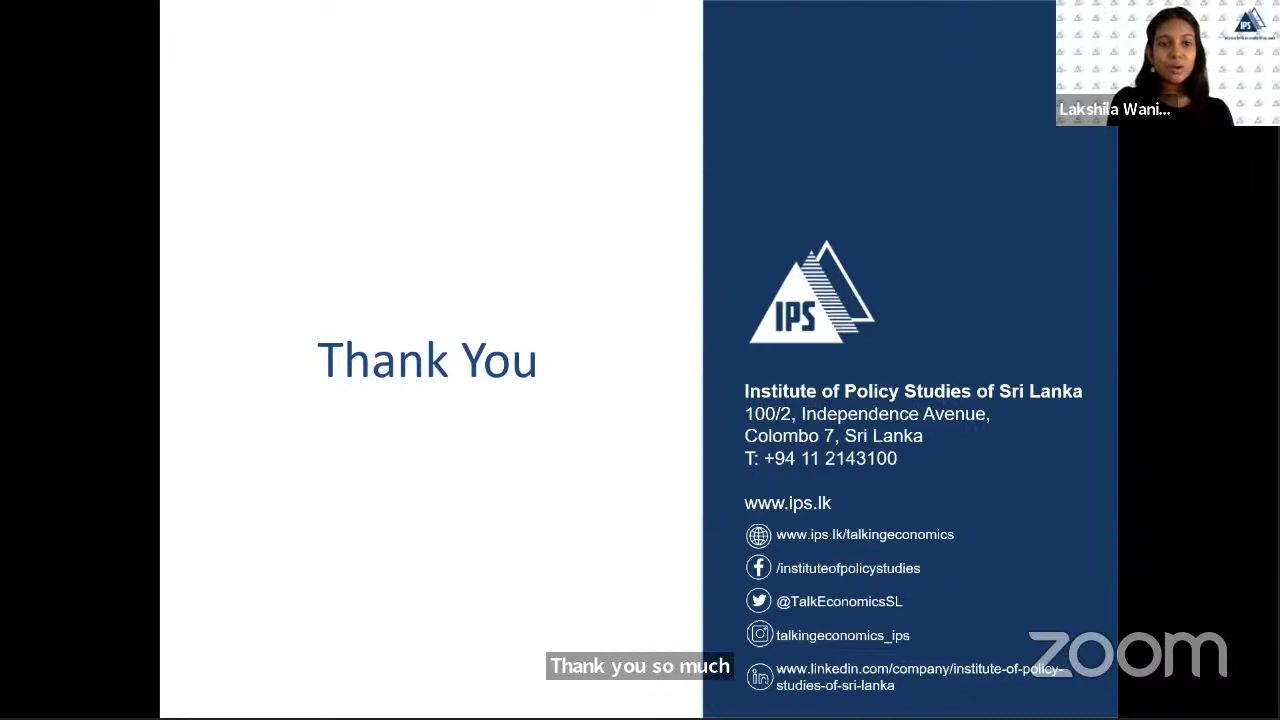 IPS
Lakshila Wani...
IPS
Institute of Policy Studies of Sri Lanka
100/2, Independence Avenue,
Colombo 7, Sri Lanka
T: +94 11 2143100
Thank You
www.ips.lk
www.ips.lk/talkingeconomics
/instituteofpolicystudies
@TalkEconomicsSL
talkingeconomics_ips
www.linkedin.com/company/institute-of-policy-
studies-of-sri-lanka
Thank you so much
zoom